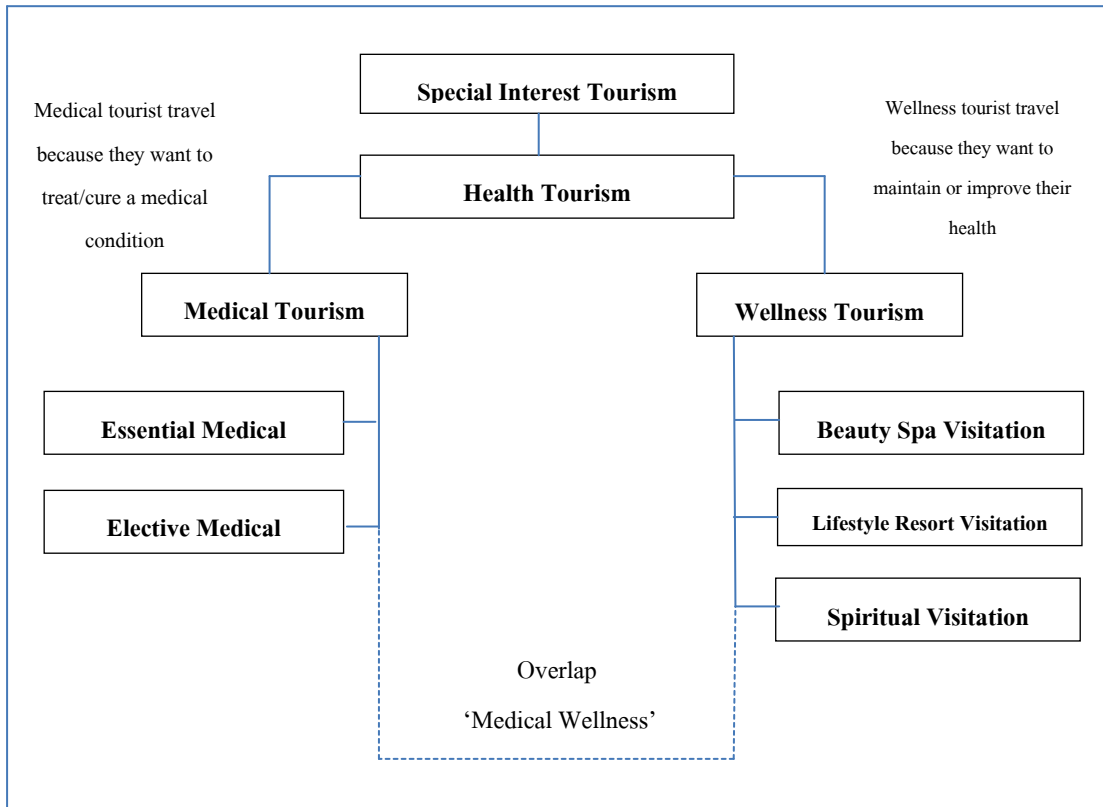 Special Interest Tourism
Medical tourist travel
because they want to
treat/cure a medical
condition
Wellness tourist travel
because they want to
maintain or improve their
health
Health Tourism
Medical Tourism
Wellness Tourism
Essential Medical
Elective Medical
Beauty Spa Visitation
Lifestyle Resort Visitation
Spiritual Visitation
Overlap
‘Medical Wellness’